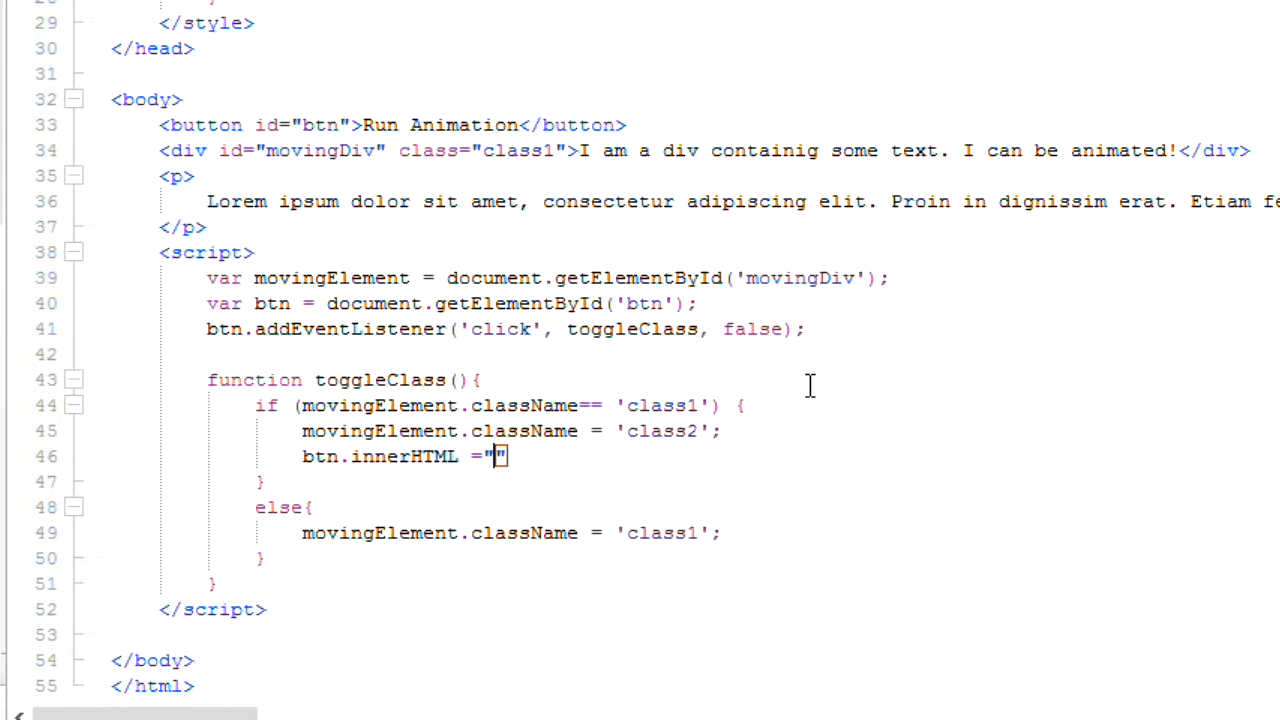 28
29 </style>
30 </head>
31
32 <body>
33 <button id="btn">Run Animation</button>
34 <div id="movingDiv" class="class1">I am a div containig some text. I can be animated!</div>
35 <p>
36 Lorem ipsum dolor sit amet, consectetur adipiscing elit. Proin in dignissim erat. Etiam fe
37 </p>
38 <script>
39 var movingElement = document.getElementById('movingDiv');
40 var btn = document.getElementById('btn');
41 btn.addEventListener('click', toggleClass, false);
42
43 function toggleClass(){
44 if (movingElement.className== 'class1') {
45 movingElement.className = 'class2';
46 btn.innerHTML =""
47 }
48 else{
49 movingElement.className = 'class1';
50 }
51 }
52 </script>
53
54 </body>
55 </html>